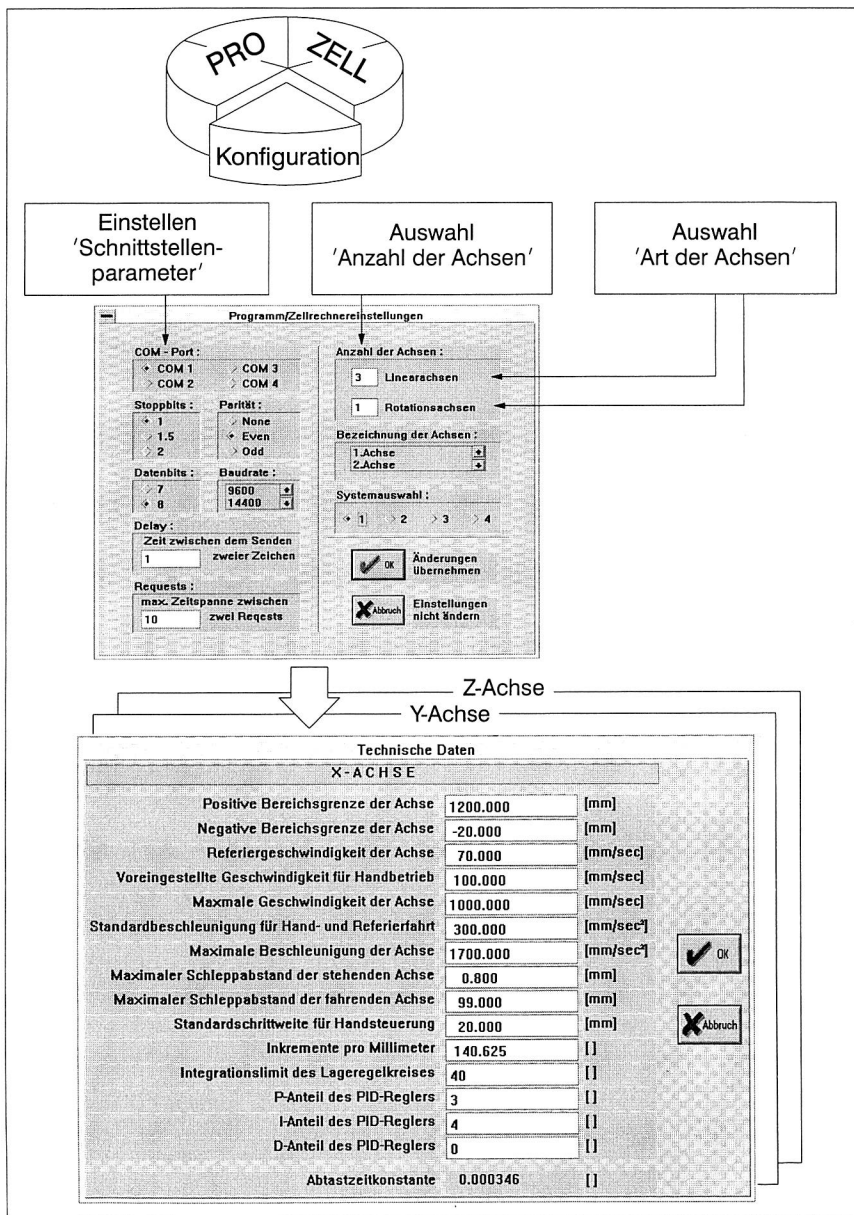 PRO ZELL
Konfiguration
Einstellen
'Schnittstellen-
parameter'
Auswahl
'Anzahl der Achsen'
Auswahl
'Art der Achsen'
Programm/Zellrechnereinstellungen
COM - Port :
COM 1 COM 3
COM 2 COM 4
Stoppbits : Parität :
1 None
1.5 Even
2 Odd
Datenbits : Baudrate :
7 9600
8 14400
Delay :
Zeit zwischen dem Senden
1 zweier Zeichen
Requests :
max. Zeitspanne zwischen
10 zwei Reqests
Anzahl der Achsen :
3 Linearachsen
1 Rotationsachsen
Bezeichnung der Achsen :
1.Achse
2.Achse
Systemauswahl :
1 2 3 4
OK Änderungen
übernehmen
Abbruch Einstellungen
nicht ändern
Z-Achse
Y-Achse
Technische Daten
X-ACHSE
Positive Bereichsgrenze der Achse 1200.000 [mm]
Negative Bereichsgrenze der Achse -20.000 [mm]
Referiergeschwindigkeit der Achse 70.000 [mm/sec]
Voreingestellte Geschwindigkeit für Handbetrieb 100.000 [mm/sec]
Maxmale Geschwindigkeit der Achse 1000.000 [mm/sec]
Standardbeschleunigung für Hand- und Referierfahrt 300.000 [mm/sec²]
Maximale Beschleunigung der Achse 1700.000 [mm/sec²]
Maximaler Schleppabstand der stehenden Achse 0.800 [mm]
Maximaler Schleppabstand der fahrenden Achse 99.000 [mm]
Standardschrittweite für Handsteuerung 20.000 [mm]
Inkremente pro Millimeter 140.625 []
Integrationslimit des Lageregelkreises 40 []
P-Anteil des PID-Reglers 3 []
I-Anteil des PID-Reglers 4 []
D-Anteil des PID-Reglers 0 []
Abtastzeitkonstante 0.000346 []
OK
Abbruch